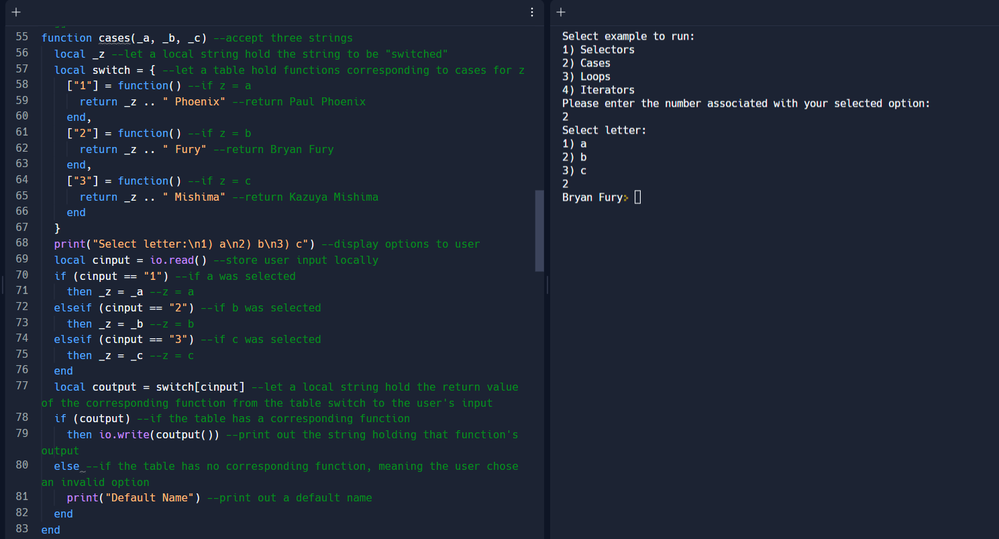 55 function cases(_a, _b, _c) --accept three strings
56 local _z --let a local string hold the string to be "switched"
57 local switch = { --let a table hold functions corresponding to cases for z
58 ["1"] = function() --if z = a
59 return _z .. " Phoenix" --return Paul Phoenix
60 end,
61 ["2"] = function() --if z = b
62 return _z .. " Fury" --return Bryan Fury
63 end,
64 ["3"] = function() --if z = c
65 return _z .. " Mishima" --return Kazuya Mishima
66 end
67 }
68 print("Select letter:\n1) a\n2) b\n3) c") --display options to user
69 local cinput = io.read() --store user input locally
70 if (cinput == "1") --if a was selected
71 then _z = _a --z = a
72 elseif (cinput == "2") --if b was selected
73 then _z = _b --z = b
74 elseif (cinput == "3") --if c was selected
75 then _z = _c --z = c
76 end
77 local coutput = switch[cinput] --let a local string hold the return value
of the corresponding function from the table switch to the user's input
78 if (coutput) --if the table has a corresponding function
79 then io.write(coutput()) --print out the string holding that function's
output
80 else --if the table has no corresponding function, meaning the user chose
an invalid option
81 print("Default Name") --print out a default name
82 end
83 end
Select example to run:
1) Selectors
2) Cases
3) Loops
4) Iterators
Please enter the number associated with your selected option:
2
Select letter:
1) a
2) b
3) c
2
Bryan Fury